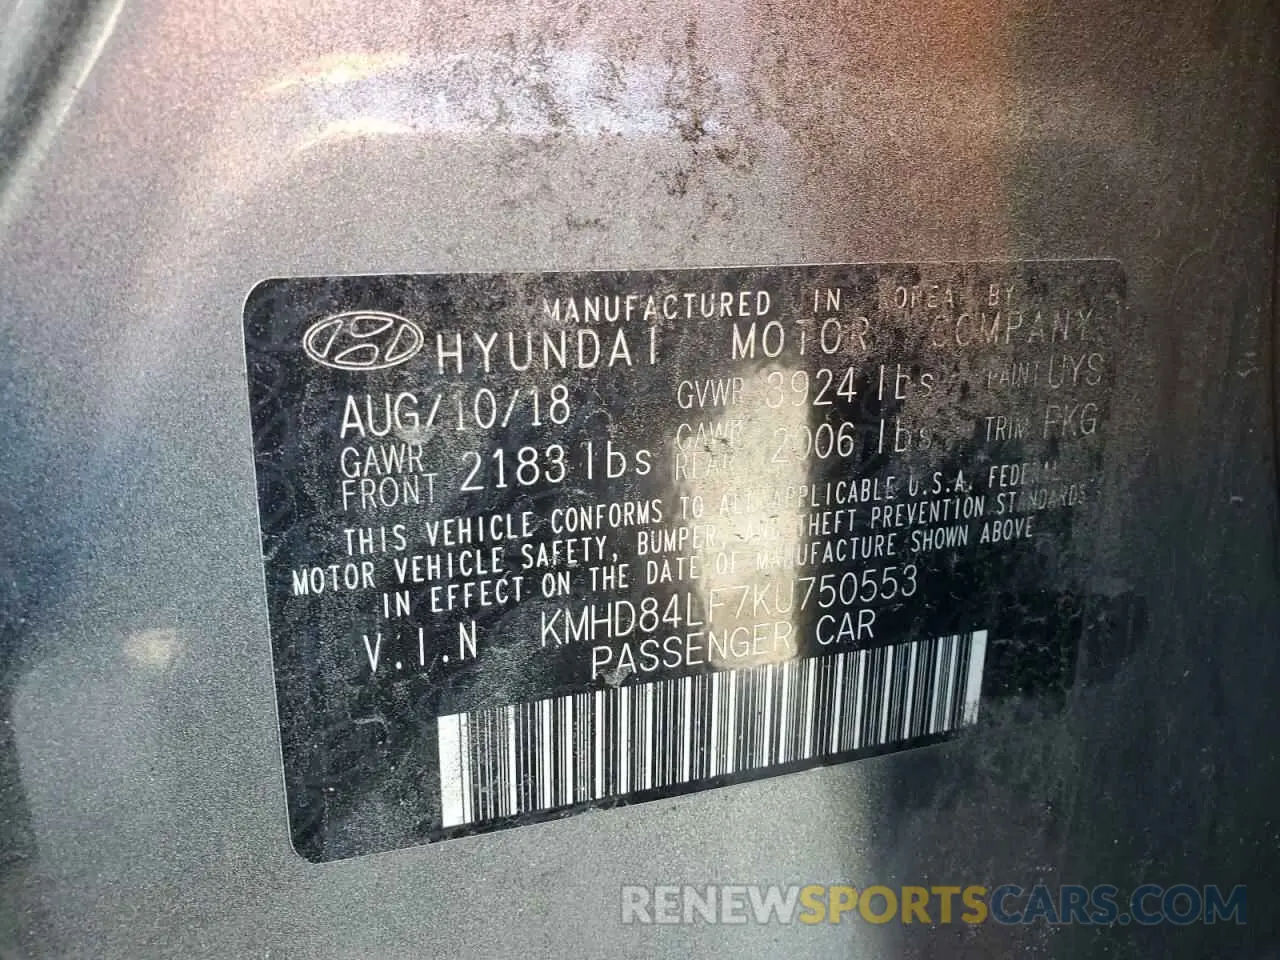 MANUFACTURED IN KOREA BY
HYUNDAI MOTOR COMPANY
AUG/10/18 GVWR 3924 lbs PAINT UYS
GAWR FRONT 2183 lbs GAWR REAR 2006 lbs TRIM FKG
THIS VEHICLE CONFORMS TO ALL APPLICABLE U.S.A. FEDERAL
MOTOR VEHICLE SAFETY, BUMPER, AND THEFT PREVENTION STANDARDS
IN EFFECT ON THE DATE OF MANUFACTURE SHOWN ABOVE
V.I.N KMHD84LF7KU750553
PASSENGER CAR
RENEWSPORTSCARS.COM